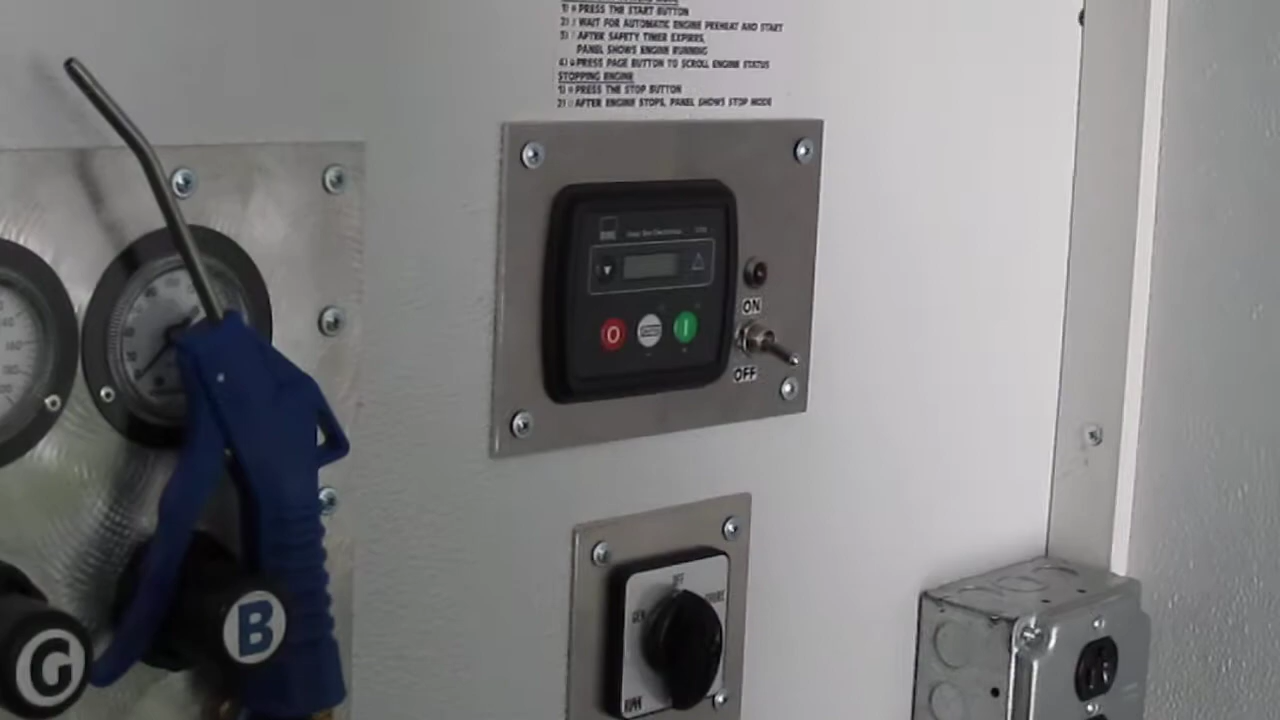 1) PRESS THE START BUTTON
2) WAIT FOR AUTOMATIC ENGINE PREHEAT AND START
3) AFTER SAFETY TIMER EXPIRES,
PANEL SHOWS ENGINE RUNNING
4) PRESS PAGE BUTTON TO SCROLL ENGINE STATUS
STOPPING ENGINE
1) PRESS THE STOP BUTTON
2) AFTER ENGINE STOPS, PANEL SHOWS STOP MODE
ON
OFF
O
I
OFF
GEN
G
B